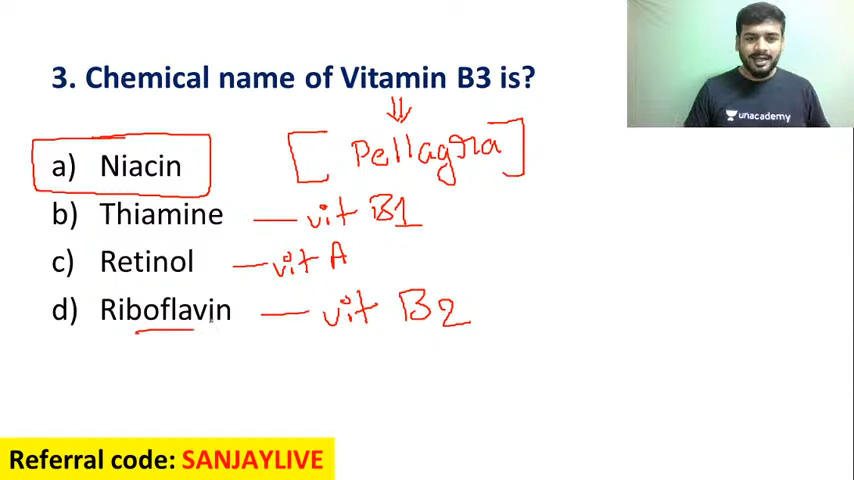 3. Chemical name of Vitamin B3 is?
unacademy
[ Pellagra ]
a) Niacin
b) Thiamine — vit B1
c) Retinol — vit A
d) Riboflavin — vit B2
Referral code: SANJAYLIVE